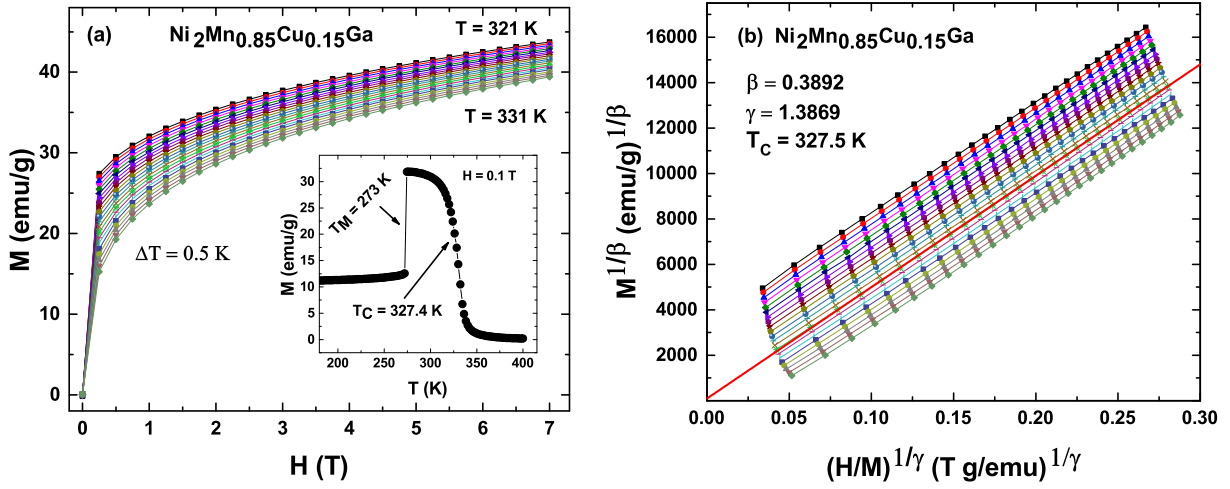 (a) Ni2Mn0.85Cu0.15Ga T = 321 K
T = 331 K
ΔT = 0.5 K
M (emu/g)
0
10
20
30
40
0 1 2 3 4 5 6 7
H (T)
H = 0.1 T
TM = 273 K
TC = 327.4 K
M (emu/g)
30
25
20
15
10
5
0
200 250 300 350 400
T (K)
(b) Ni2Mn0.85Cu0.15Ga
β = 0.3892
γ = 1.3869
TC = 327.5 K
M1/β (emu/g)1/β
16000
14000
12000
10000
8000
6000
4000
2000
0.00 0.05 0.10 0.15 0.20 0.25 0.30
(H/M)1/γ (T g/emu)1/γ